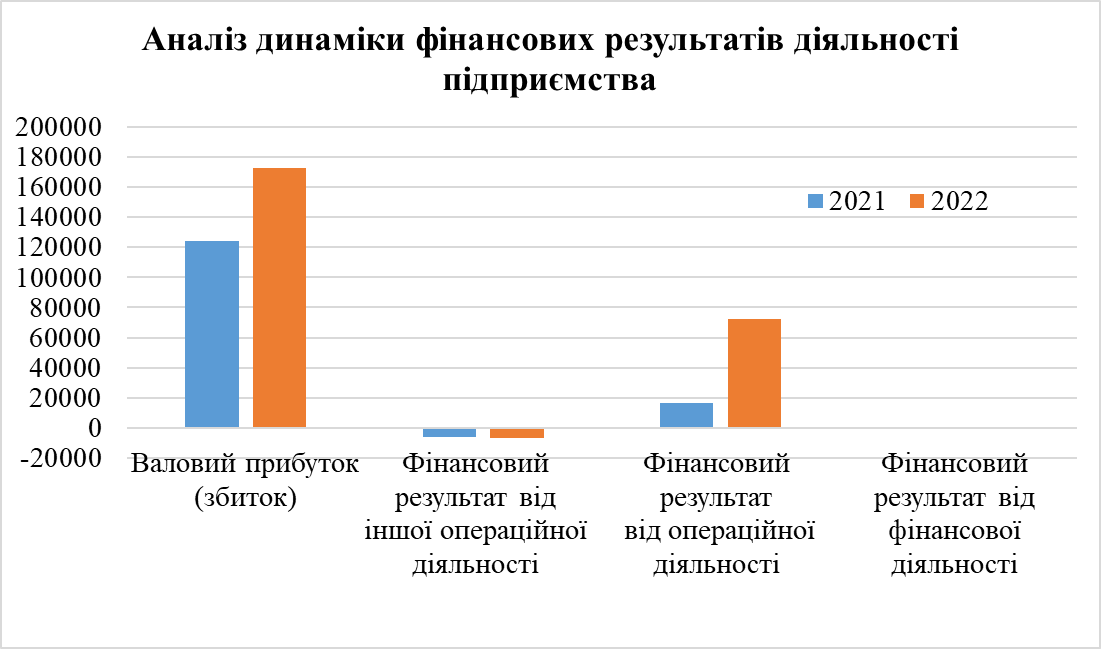 Аналіз динаміки фінансових результатів діяльності
підприємства
200000
180000
160000
140000
120000
100000
80000
60000
40000
20000
0
-20000
2021 2022
Валовий прибуток
(збиток)
Фінансовий
результат від
іншої операційної
діяльності
Фінансовий
результат
від операційної
діяльності
Фінансовий
результат від
фінансової
діяльності